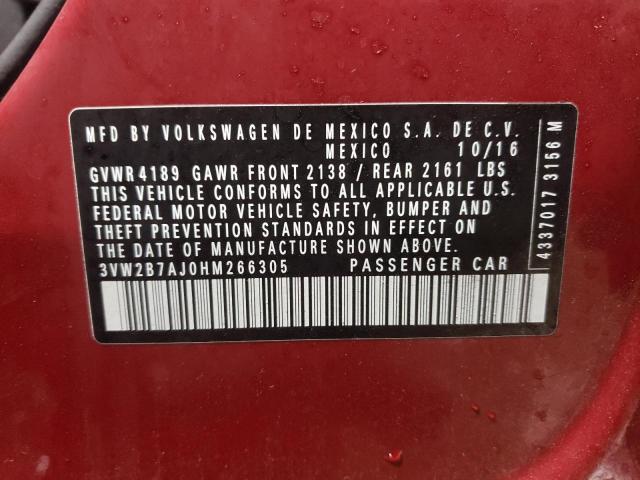 MFD BY VOLKSWAGEN DE MEXICO S.A. DE C.V.
MEXICO 10/16
GVWR4189 GAWR FRONT 2138 / REAR 2161 LBS
THIS VEHICLE CONFORMS TO ALL APPLICABLE U.S.
FEDERAL MOTOR VEHICLE SAFETY, BUMPER AND
THEFT PREVENTION STANDARDS IN EFFECT ON
THE DATE OF MANUFACTURE SHOWN ABOVE.
3VW2B7AJ0HM266305 PASSENGER CAR
4337017 3156 M